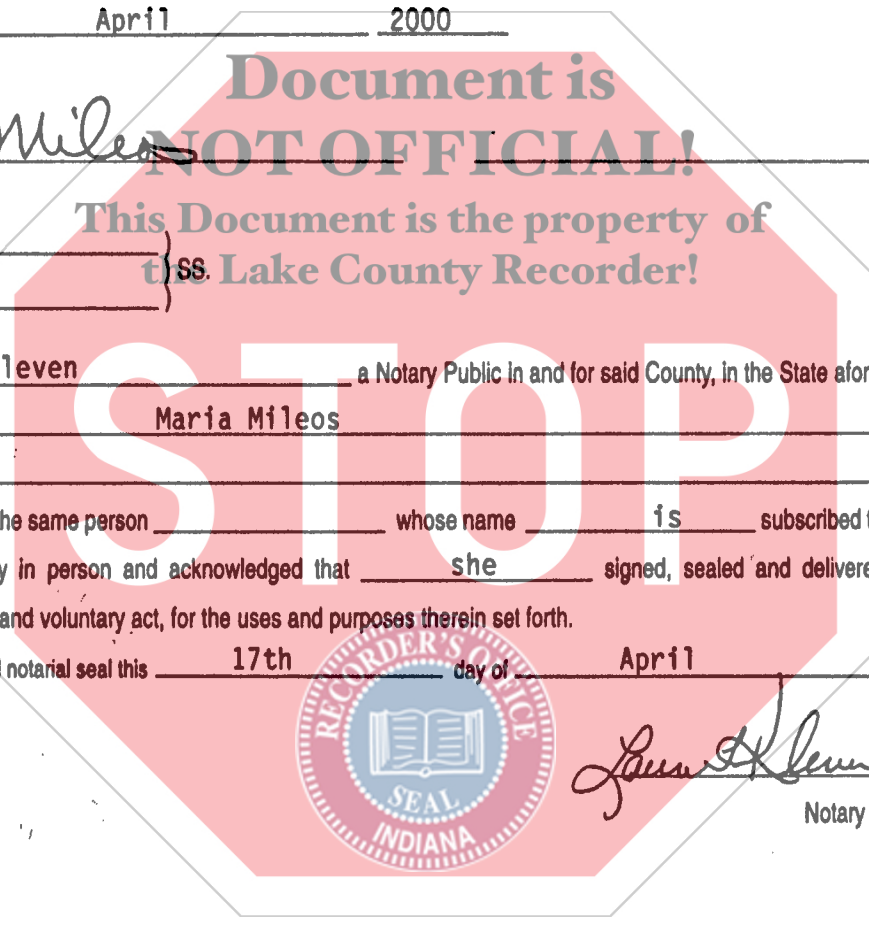 April 2000
Document is
Mileos
NOT OFFICIAL!
This Document is the property of
SS.
the Lake County Recorder!
STOP
leven a Notary Public in and for said County, in the State afor
Maria Mileos
he same person whose name is subscribed t
y in person and acknowledged that she signed, sealed and delivere
and voluntary act, for the uses and purposes therein set forth.
notarial seal this 17th day of April
RECORDER'S OFFICE
SEAL
INDIANA
Notary